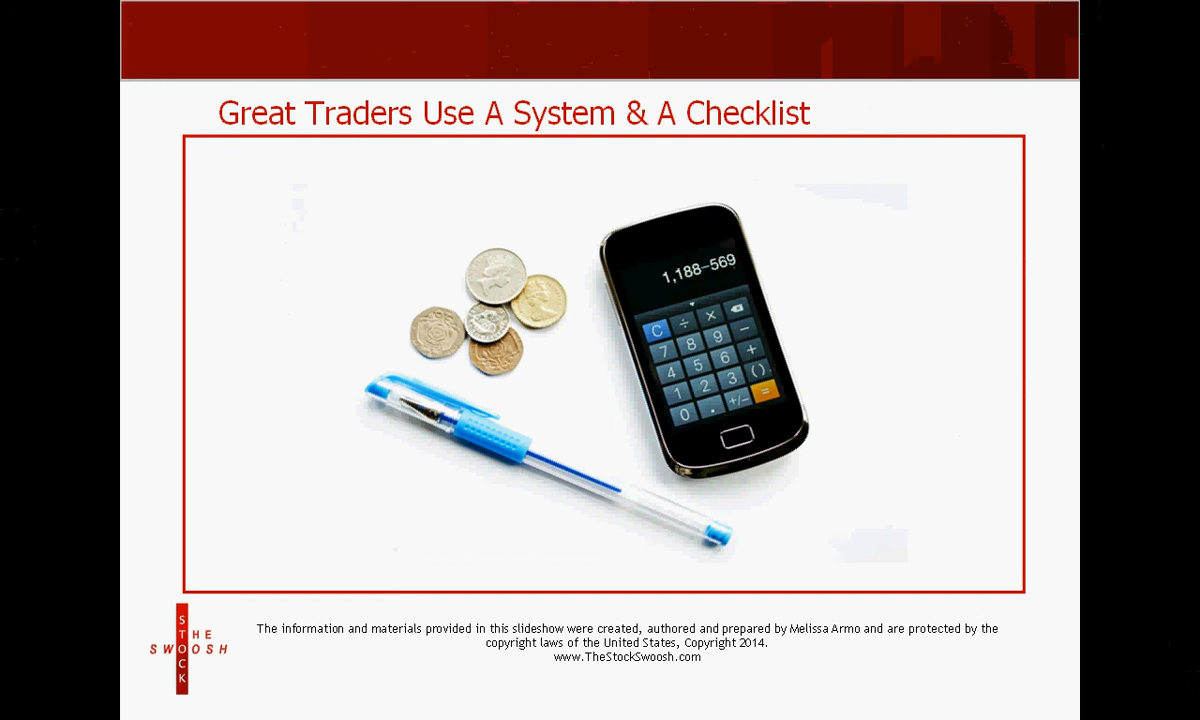 Great Traders Use A System & A Checklist
1,188-569
C ÷ ×
7 8 9 −
4 5 6 +
1 2 3 ()
0 . +/− =
THE
STOCK
SWOOSH
The information and materials provided in this slideshow were created, authored and prepared by Melissa Armo and are protected by the
copyright laws of the United States, Copyright 2014.
www.TheStockSwoosh.com